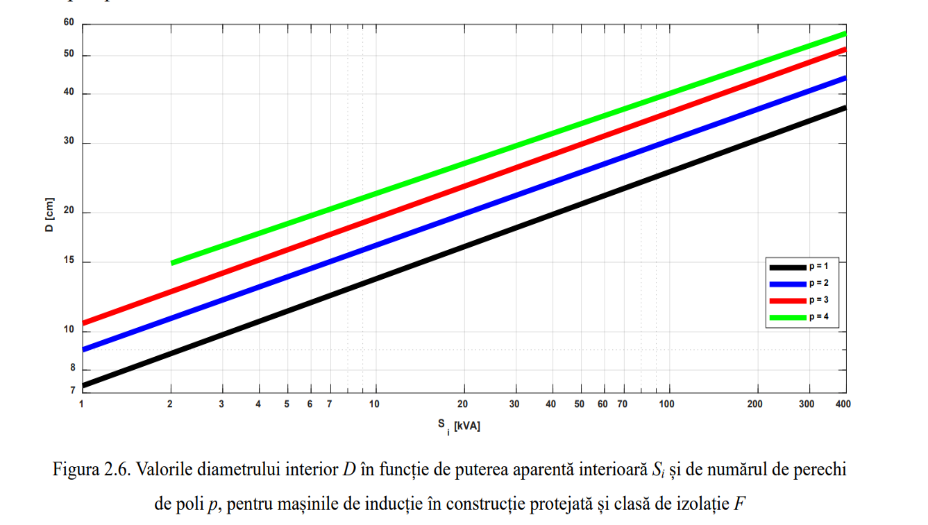 60
50
40
30
20
15
10
8
7
D [cm]
1 2 3 4 5 6 7 10 20 30 40 50 60 70 100 200 300 400
S i [kVA]
p = 1
p = 2
p = 3
p = 4
Figura 2.6. Valorile diametrului interior D în funcție de puterea aparentă interioară Si și de numărul de perechi
de poli p, pentru mașinile de inducție în construcție protejată și clasă de izolație F